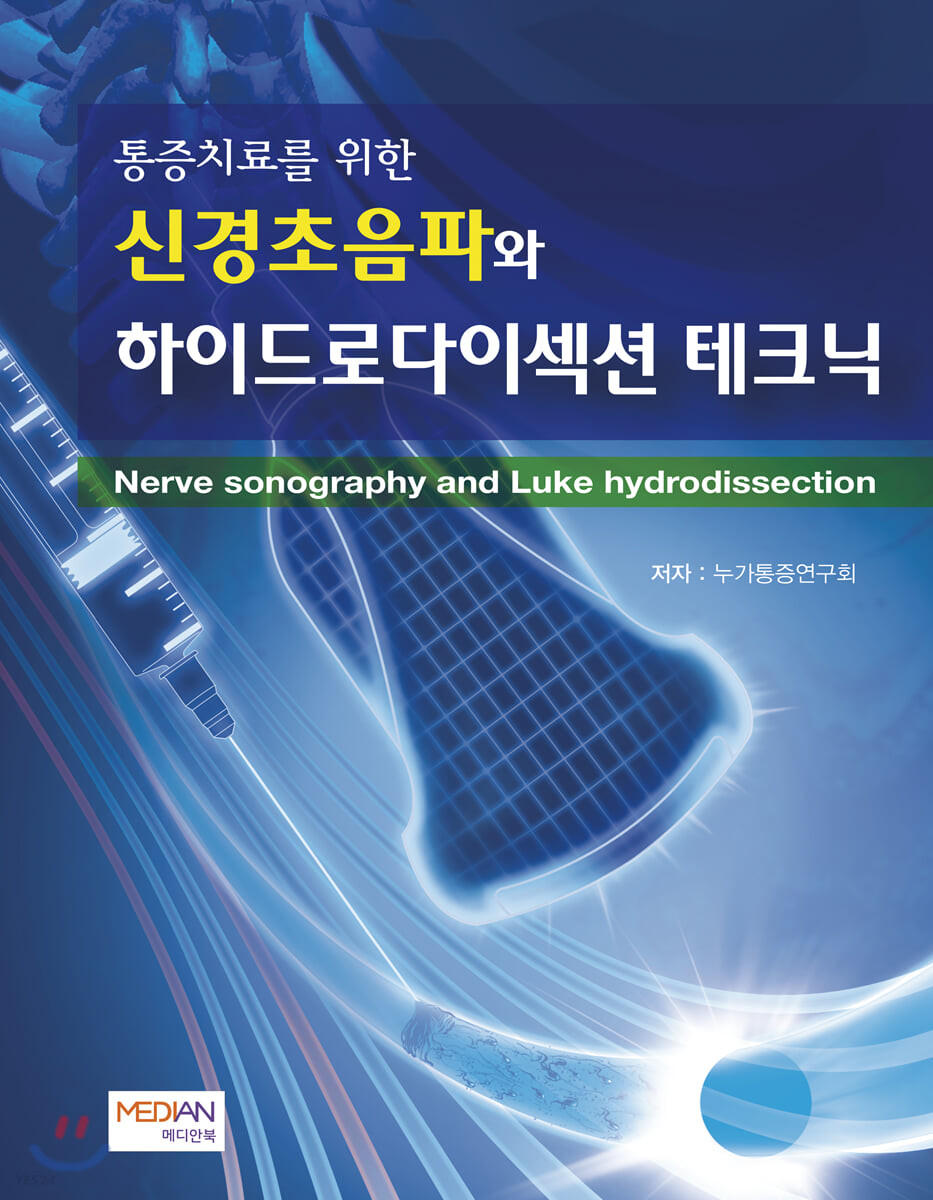 통증치료를 위한
신경초음파와
하이드로다이섹션 테크닉
Nerve sonography and Luke hydrodissection
저자 : 누가통증연구회
MEDIAN
메디안북
YES24